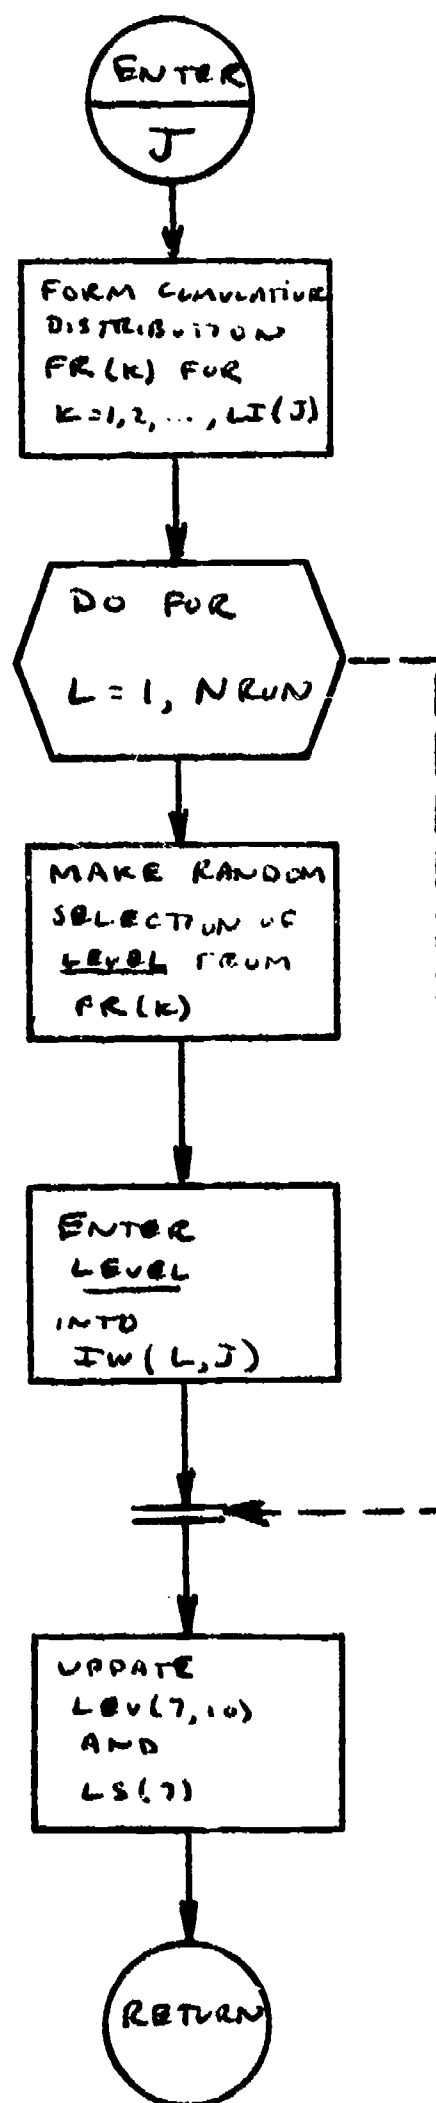 ENTER
J
FORM CUMULATIVE
DISTRIBUITON
FR(K) FOR
K=1,2,...,LI(J)
DO FOR
L=1, NRUN
MAKE RANDOM
SELECTION OF
LEVEL FROM
FR(K)
ENTER
LEVEL
INTO
IW(L,J)
UPDATE
LEV(7,10)
AND
LS(7)
RETURN